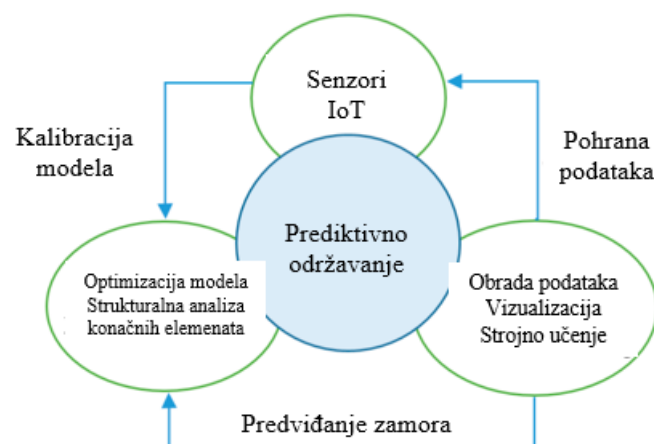 Senzori
IoT
Kalibracija
modela
Pohrana
podataka
Prediktivno
održavanje
Optimizacija modela
Strukturalna analiza
konačnih elemenata
Obrada podataka
Vizualizacija
Strojno učenje
Predviđanje zamora